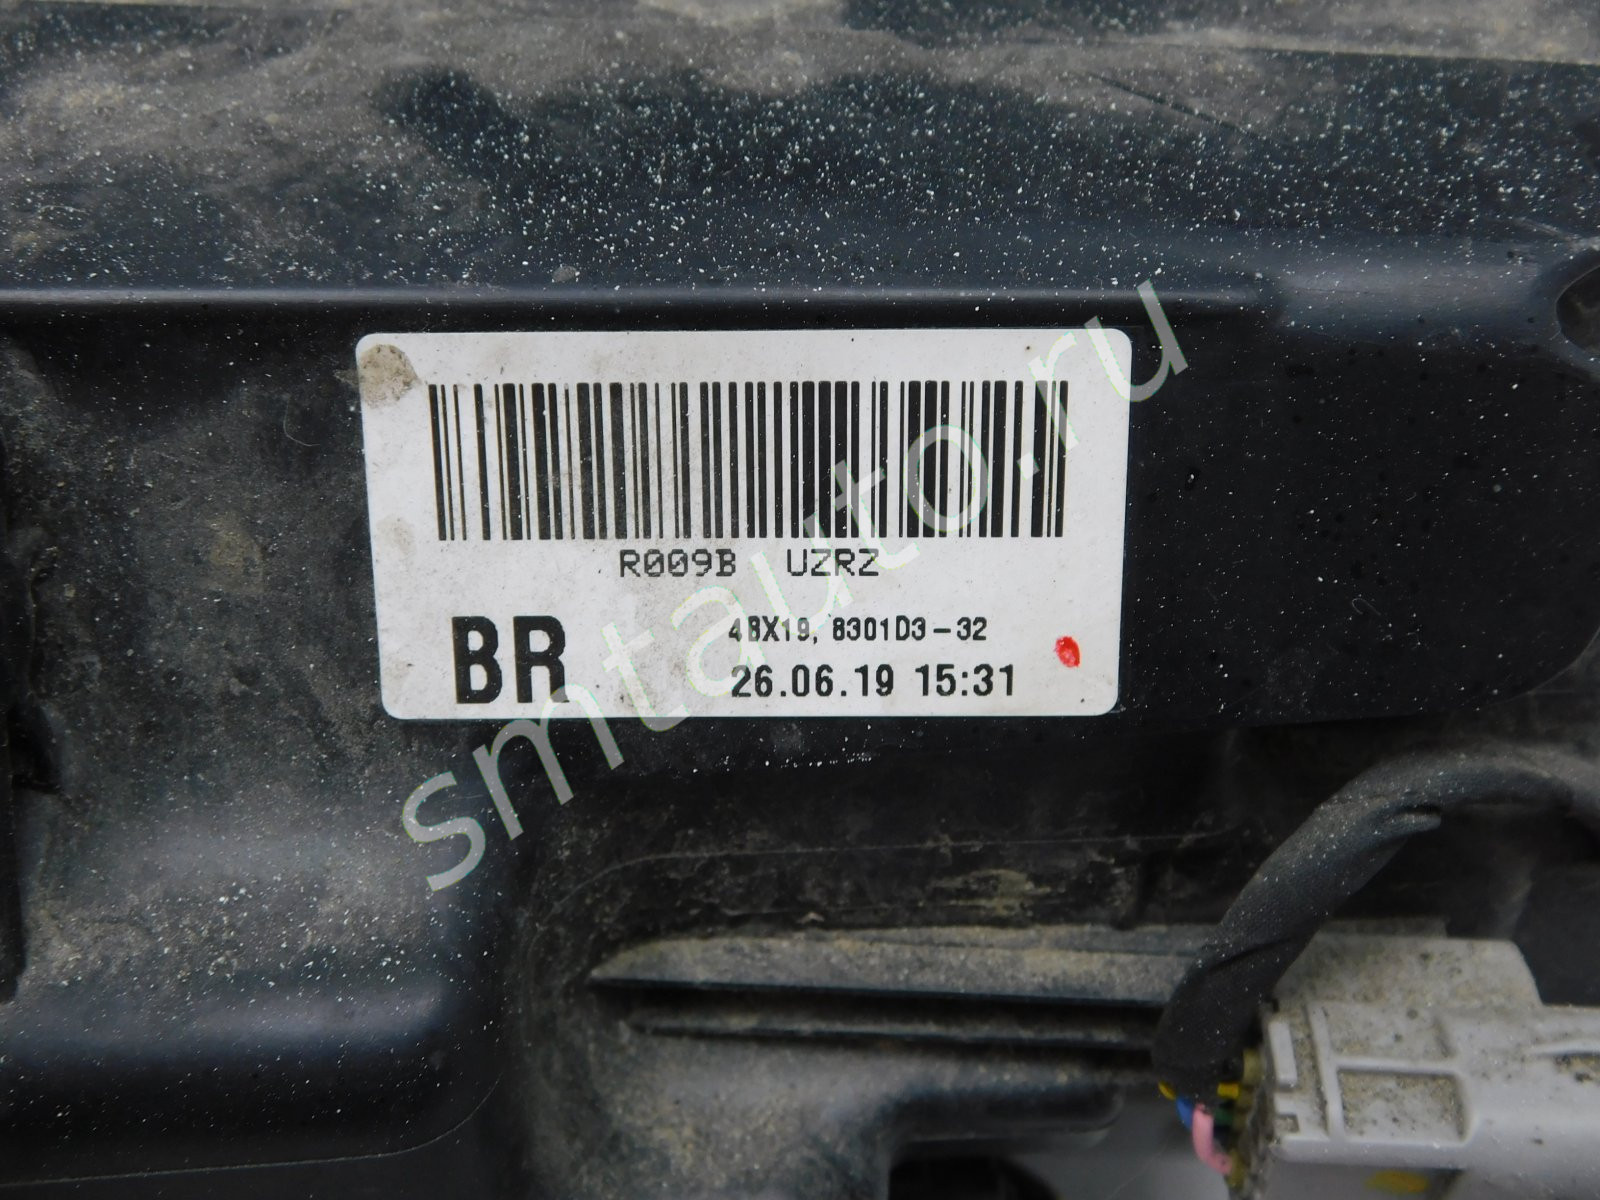 R009B UZRZ
BR
4BX19, 8301D3-32
26.06.19 15:31
smtauto.ru